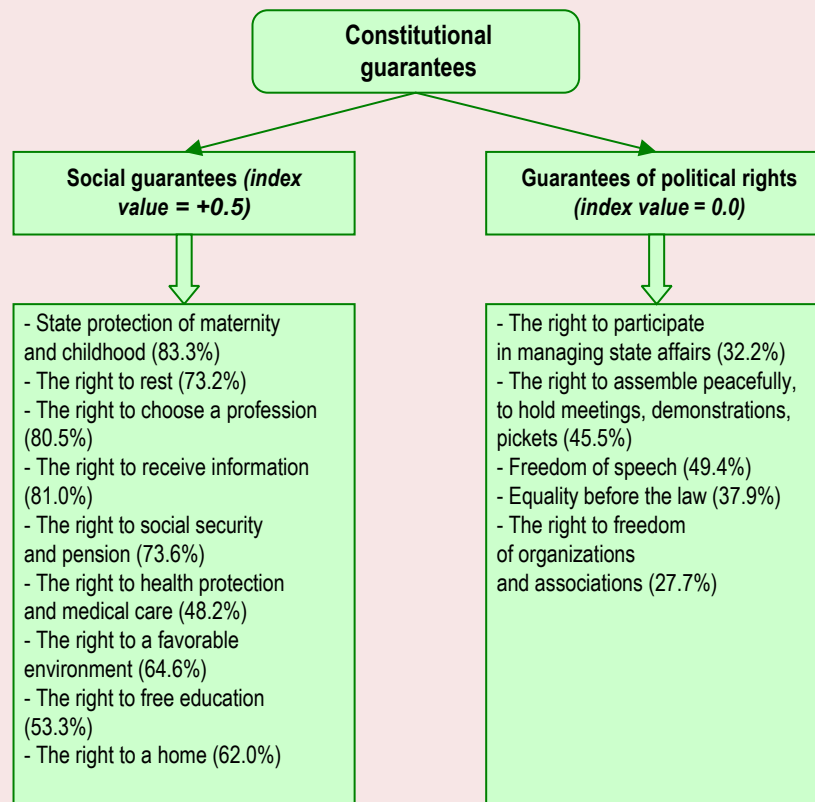 Constitutional
guarantees
Social guarantees (index
value = +0.5)
Guarantees of political rights
(index value = 0.0)
- State protection of maternity
and childhood (83.3%)
- The right to rest (73.2%)
- The right to choose a profession
(80.5%)
- The right to receive information
(81.0%)
- The right to social security
and pension (73.6%)
- The right to health protection
and medical care (48.2%)
- The right to a favorable
environment (64.6%)
- The right to free education
(53.3%)
- The right to a home (62.0%)
- The right to participate
in managing state affairs (32.2%)
- The right to assemble peacefully,
to hold meetings, demonstrations,
pickets (45.5%)
- Freedom of speech (49.4%)
- Equality before the law (37.9%)
- The right to freedom
of organizations
and associations (27.7%)